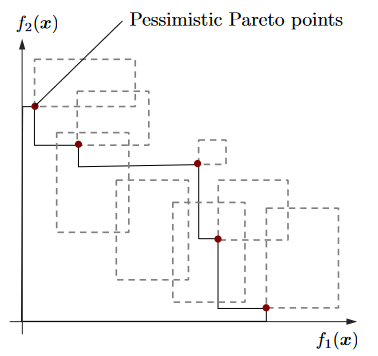 Pessimistic Pareto points
f₂(x)
f₁(x)